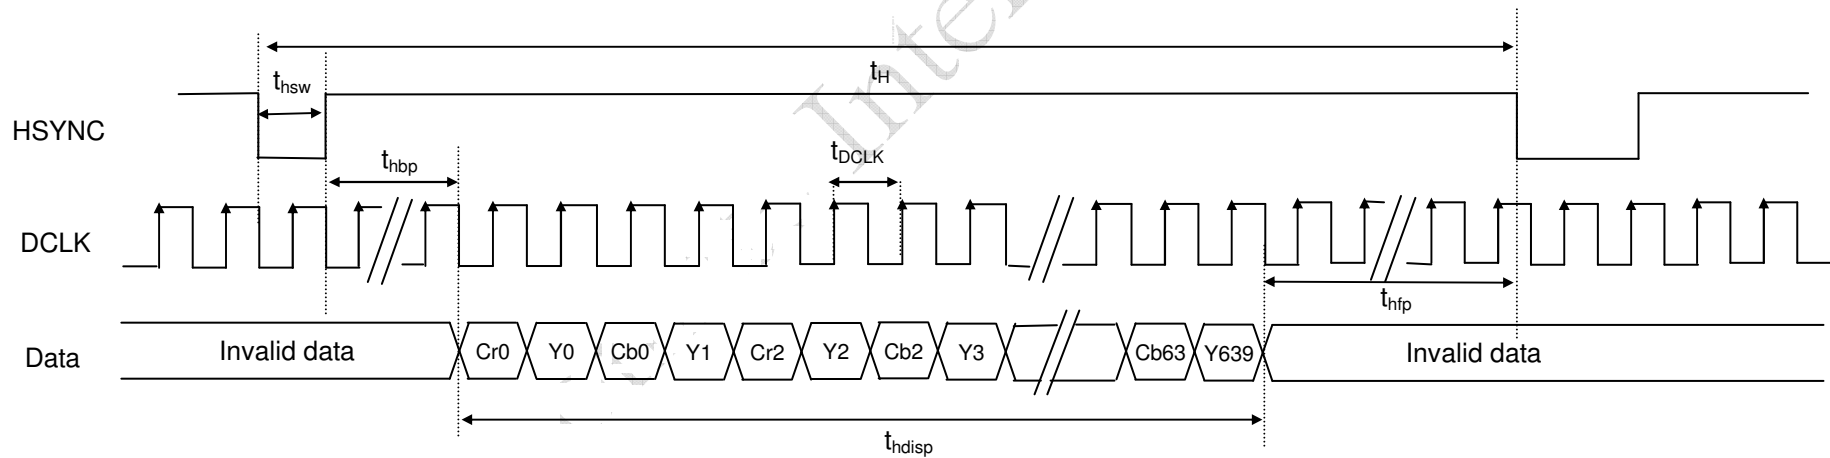 tH
thsw
HSYNC
thbp
tDCLK
DCLK
thfp
Data
Invalid data
Cr0
Y0
Cb0
Y1
Cr2
Y2
Cb2
Y3
Cb63
Y639
Invalid data
thdisp
Inte